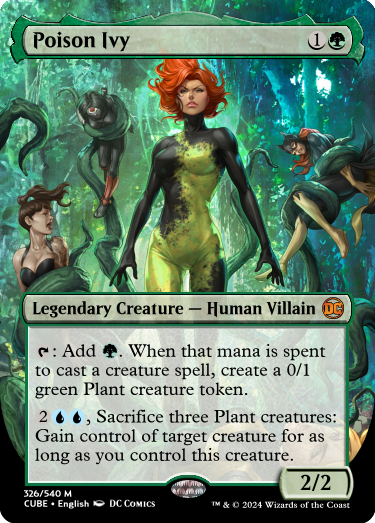 Poison Ivy 1
Legendary Creature — Human Villain DC
: Add . When that mana is spent
to cast a creature spell, create a 0/1
green Plant creature token.
2 , Sacrifice three Plant creatures:
Gain control of target creature for as
long as you control this creature.
2/2
326/540 M
CUBE • English DC COMICS
™ & © 2024 Wizards of the Coast